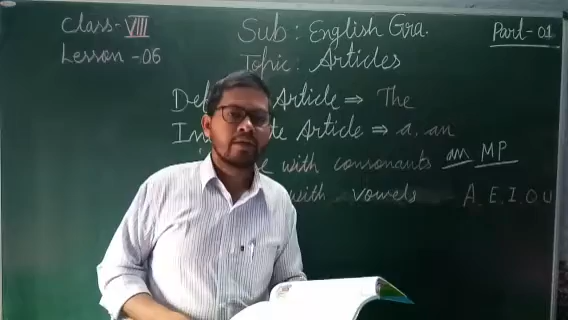 Class-VIII
Lesson -06
Sub: English Gra.
Topic: Articles
Part-01
Article ⇒ The
Article ⇒ a, an
with consonants an MP
with vowels A. E. I. O U